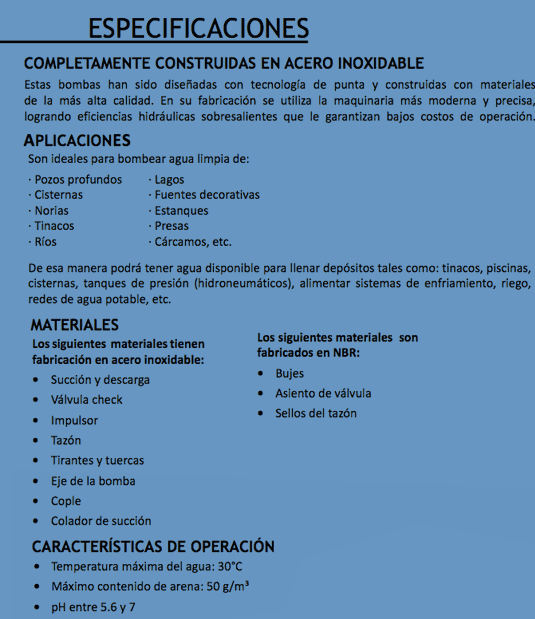 ESPECIFICACIONES
COMPLETAMENTE CONSTRUIDAS EN ACERO INOXIDABLE
Estas bombas han sido diseñadas con tecnología de punta y construidas con materiales
de la más alta calidad. En su fabricación se utiliza la maquinaria más moderna y precisa,
logrando eficiencias hidráulicas sobresalientes que le garantizan bajos costos de operación.
APLICACIONES
Son ideales para bombear agua limpia de:
· Pozos profundos
· Cisternas
· Norias
· Tinacos
· Ríos
· Lagos
· Fuentes decorativas
· Estanques
· Presas
· Cárcamos, etc.
De esa manera podrá tener agua disponible para llenar depósitos tales como: tinacos, piscinas,
cisternas, tanques de presión (hidroneumáticos), alimentar sistemas de enfriamiento, riego,
redes de agua potable, etc.
MATERIALES
Los siguientes materiales tienen
fabricación en acero inoxidable:
• Succión y descarga
• Válvula check
• Impulsor
• Tazón
• Tirantes y tuercas
• Eje de la bomba
• Cople
• Colador de succión
Los siguientes materiales son
fabricados en NBR:
• Bujes
• Asiento de válvula
• Sellos del tazón
CARACTERÍSTICAS DE OPERACIÓN
• Temperatura máxima del agua: 30°C
• Máximo contenido de arena: 50 g/m³
• pH entre 5.6 y 7